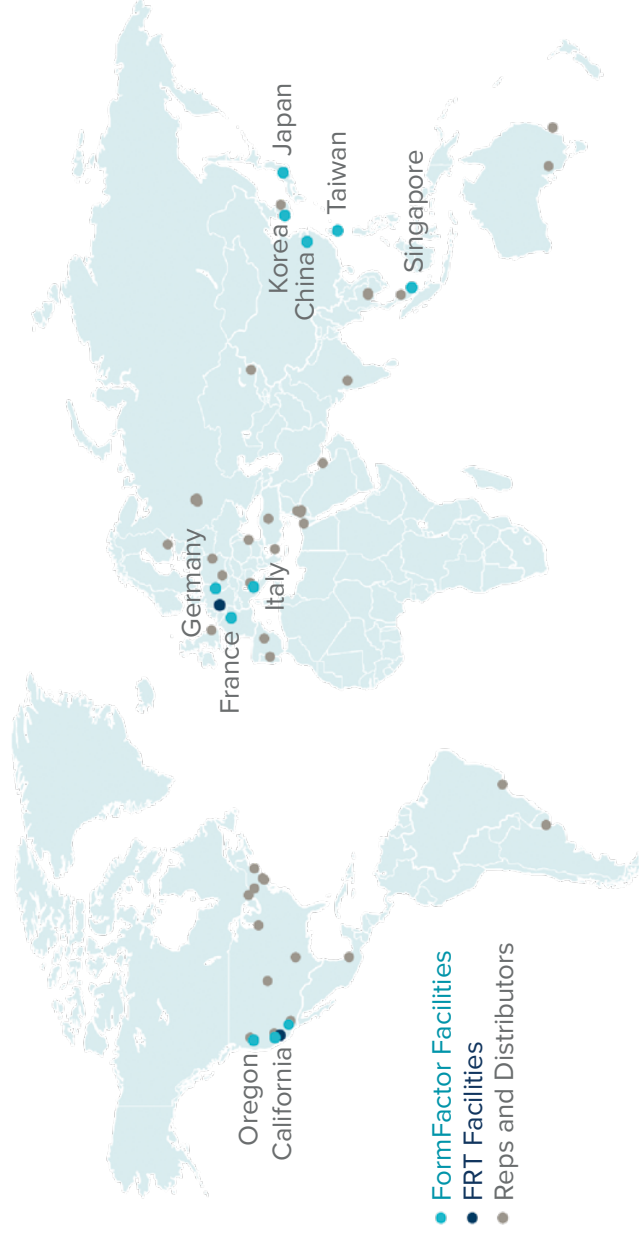 Oregon
California
Germany
France
Italy
Korea
Japan
China
Taiwan
Singapore
FormFactor Facilities
FRT Facilities
Reps and Distributors